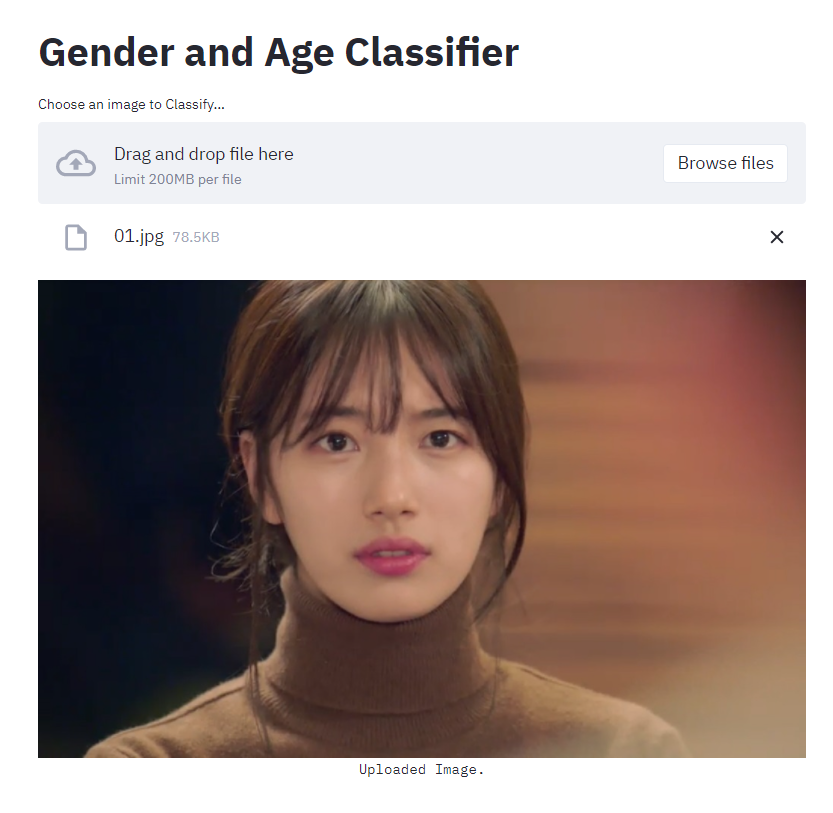 Gender and Age Classifier
Choose an image to Classify...
Drag and drop file here
Limit 200MB per file
Browse files
01.jpg 78.5KB
Uploaded Image.